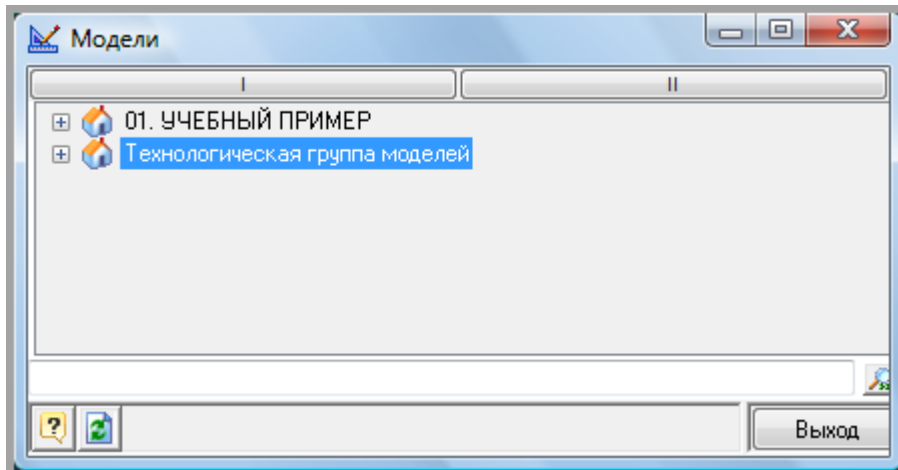 Модели
I II
01. УЧЕБНЫЙ ПРИМЕР
Технологическая группа моделей
Выход